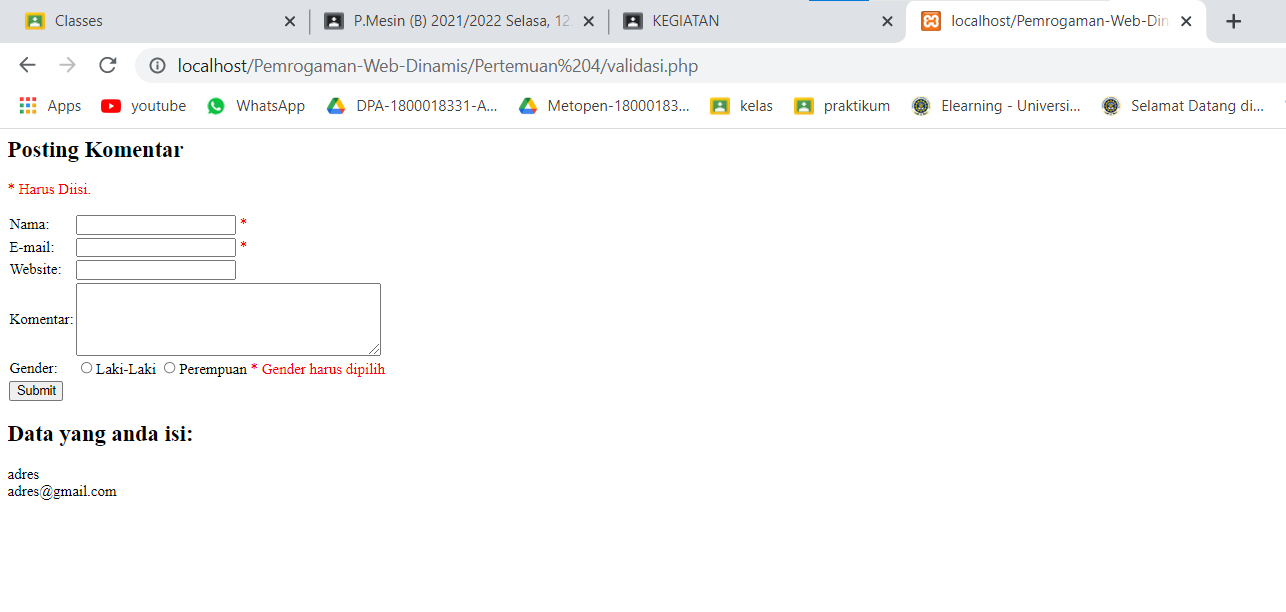 Classes P.Mesin (B) 2021/2022 Selasa, 12 KEGIATAN localhost/Pemrogaman-Web-Din
localhost/Pemrogaman-Web-Dinamis/Pertemuan%204/validasi.php
Apps youtube WhatsApp DPA-1800018331-A... Metopen-18000183... kelas praktikum Elearning - Universi... Selamat Datang di...
Posting Komentar
* Harus Diisi.
Nama: *
E-mail: *
Website:
Komentar:
Gender: Laki-Laki Perempuan * Gender harus dipilih
Submit
Data yang anda isi:
adres
adres@gmail.com